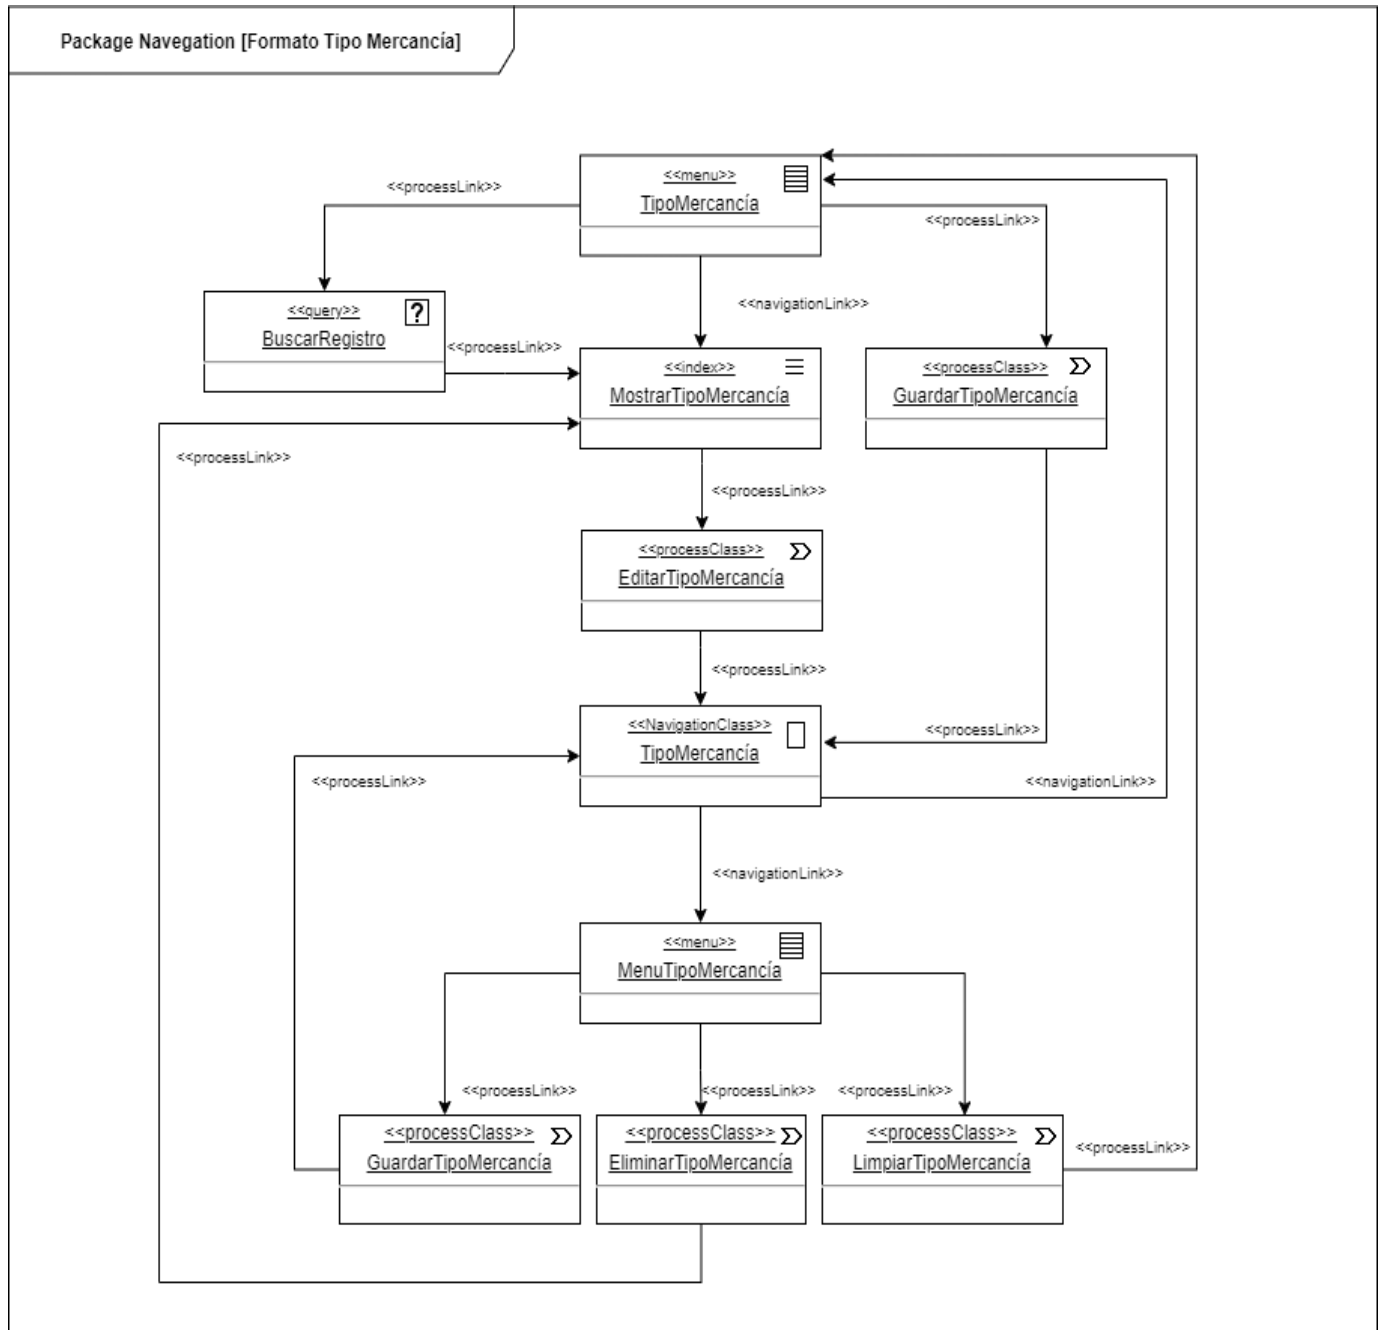 Package Navegation [Formato Tipo Mercancía]
<<menu>>
TipoMercancía
<<processLink>>
<<processLink>>
<<navigationLink>>
<<query>>
?
BuscarRegistro
<<processLink>>
<<index>>
MostrarTipoMercancía
<<processClass>>
GuardarTipoMercancía
<<processLink>>
<<processLink>>
<<processClass>>
EditarTipoMercancía
<<processLink>>
<<NavigationClass>>
TipoMercancía
<<processLink>>
<<processLink>>
<<navigationLink>>
<<navigationLink>>
<<menu>>
MenuTipoMercancía
<<processLink>>
<<processLink>>
<<processLink>>
<<processClass>>
GuardarTipoMercancía
<<processClass>>
EliminarTipoMercancía
<<processClass>>
LimpiarTipoMercancía
<<processLink>>